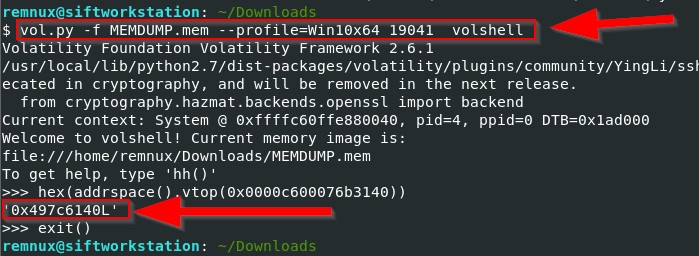 remnux@siftworkstation: ~/Downloads
$ vol.py -f MEMDUMP.mem --profile=Win10x64_19041 volshell
Volatility Foundation Volatility Framework 2.6.1
/usr/local/lib/python2.7/dist-packages/volatility/plugins/community/YingLi/ssh
ecated in cryptography, and will be removed in the next release.
from cryptography.hazmat.backends.openssl import backend
Current context: System @ 0xffffc60ffe880040, pid=4, ppid=0 DTB=0x1ad000
Welcome to volshell! Current memory image is:
file:///home/remnux/Downloads/MEMDUMP.mem
To get help, type 'hh()'
>>> hex(addrspace().vtop(0x0000c600076b3140))
'0x497c6140L'
>>> exit()
remnux@siftworkstation: ~/Downloads